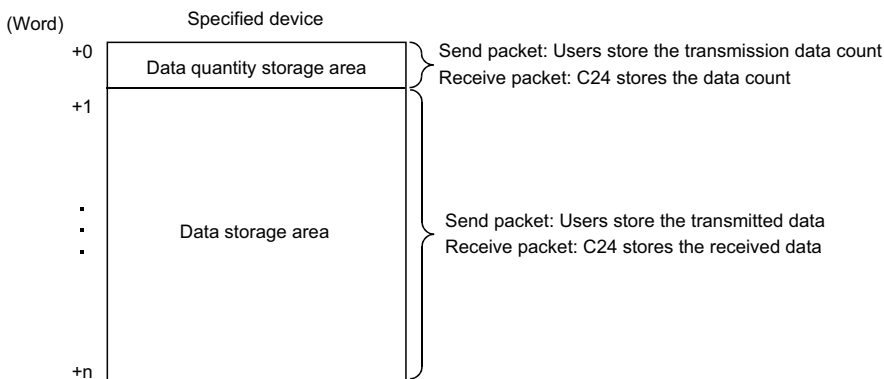 Specified device
(Word)
+0
Data quantity storage area
Send packet: Users store the transmission data count
Receive packet: C24 stores the data count
+1
Data storage area
Send packet: Users store the transmitted data
Receive packet: C24 stores the received data
+n